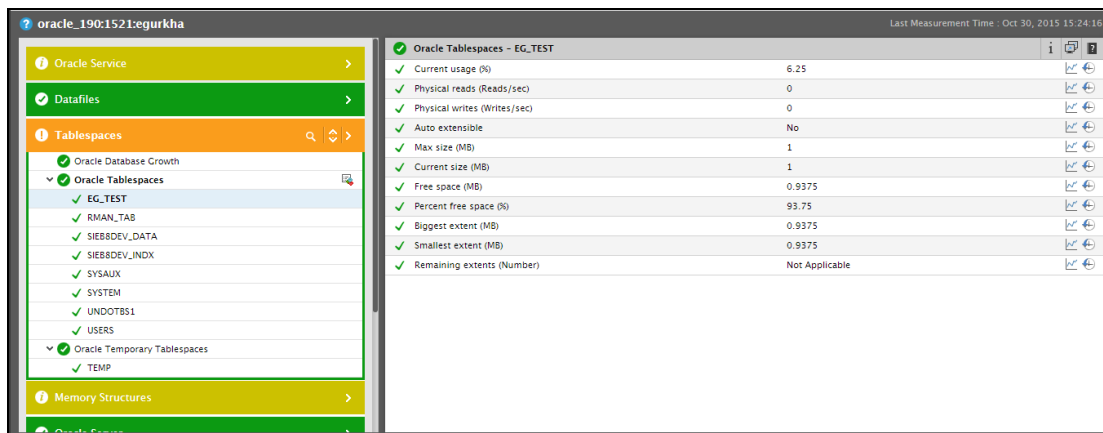 oracle_190:1521:egurkha
Last Measurement Time : Oct 30, 2015 15:24:16
Oracle Service
Datafiles
Tablespaces
Oracle Database Growth
Oracle Tablespaces
EG_TEST
RMAN_TAB
SIEB8DEV_DATA
SIEB8DEV_INDX
SYSAUX
SYSTEM
UNDOTBS1
USERS
Oracle Temporary Tablespaces
TEMP
Memory Structures
Oracle Server
Oracle Tablespaces - EG_TEST
Current usage (%) 6.25
Physical reads (Reads/sec) 0
Physical writes (Writes/sec) 0
Auto extensible No
Max size (MB) 1
Current size (MB) 1
Free space (MB) 0.9375
Percent free space (%) 93.75
Biggest extent (MB) 0.9375
Smallest extent (MB) 0.9375
Remaining extents (Number) Not Applicable